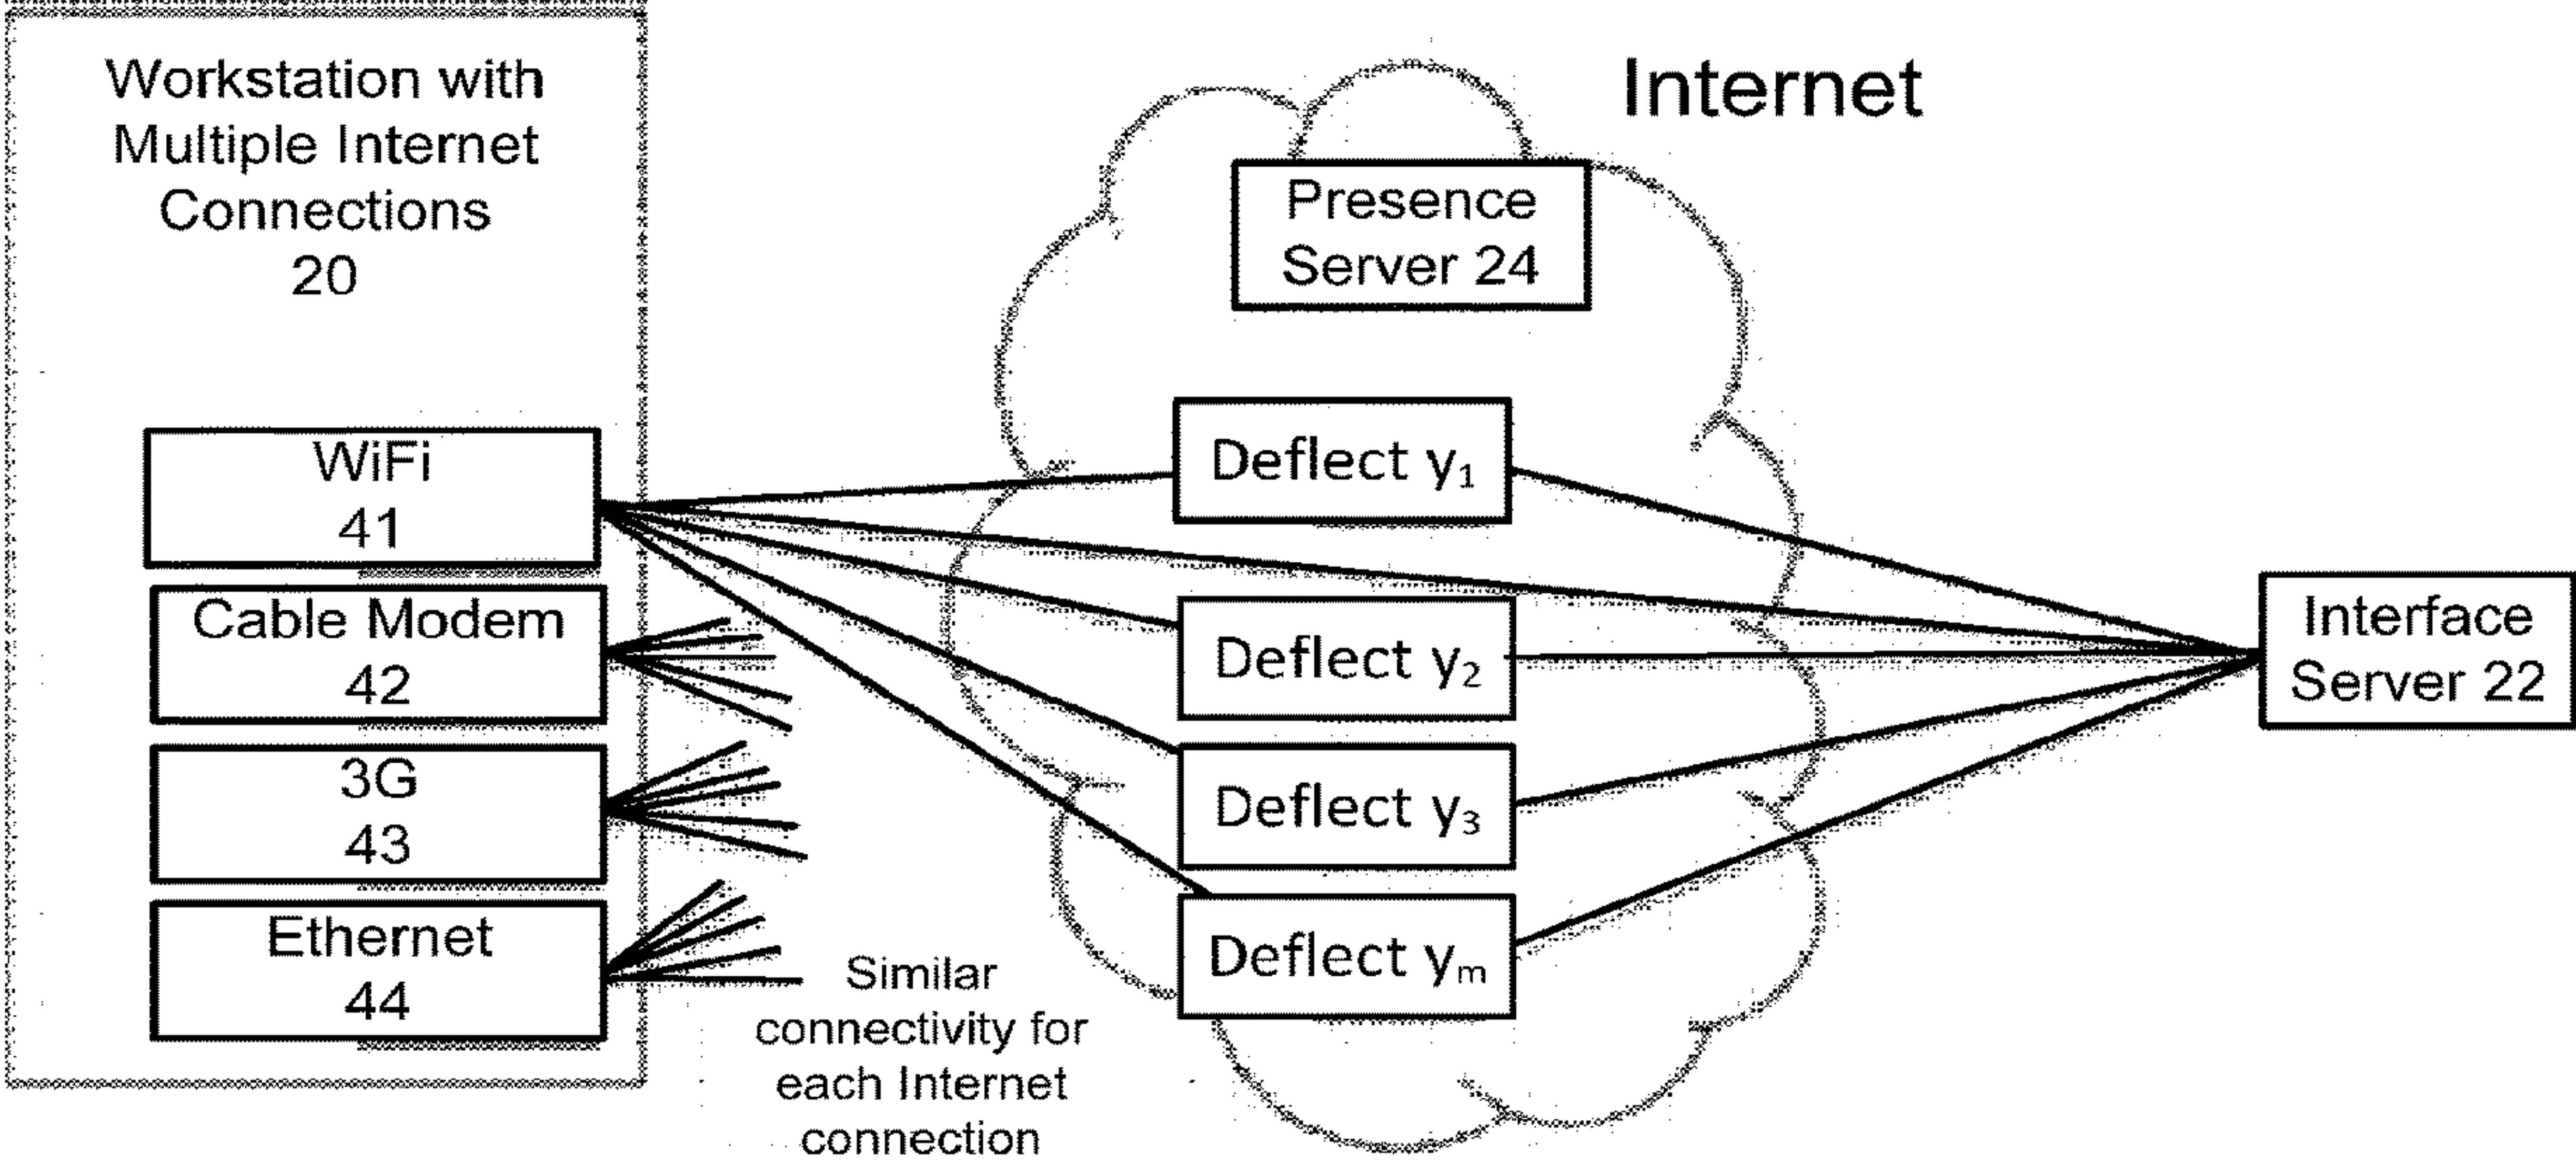 Workstation with
Multiple Internet
Connections
20
WiFi
41
Cable Modem
42
3G
43
Ethernet
44
Similar
connectivity for
each Internet
connection
Internet
Presence
Server 24
Deflect y₁
Deflect y₂
Deflect y₃
Deflect yₘ
Interface
Server 22